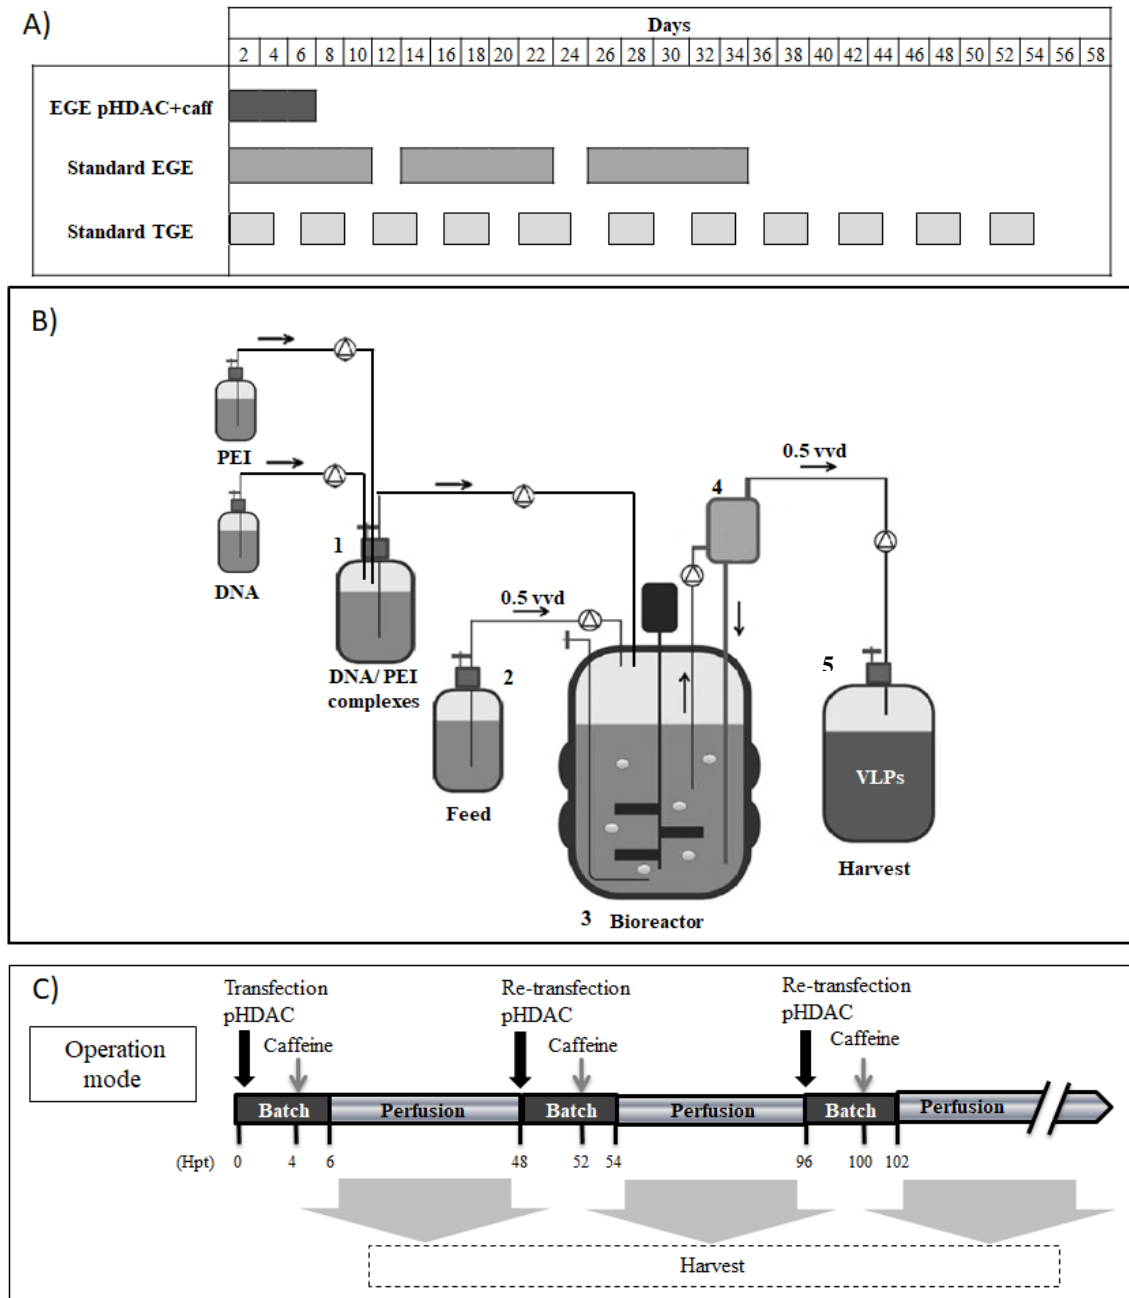 A)
Days
2 4 6 8 10 12 14 16 18 20 22 24 26 28 30 32 34 36 38 40 42 44 46 48 50 52 54 56 58
EGE pHDAC+caff
Standard EGE
Standard TGE
B)
PEI
DNA
1
DNA/ PEI
complexes
0.5 vvd
2
Feed
3 Bioreactor
4
0.5 vvd
5
VLPs
Harvest
C)
Operation
mode
Transfection
pHDAC
Caffeine
Re-transfection
pHDAC
Caffeine
Re-transfection
pHDAC
Caffeine
Batch Perfusion Batch Perfusion Batch Perfusion
(Hpt) 0 4 6 48 52 54 96 100 102
Harvest